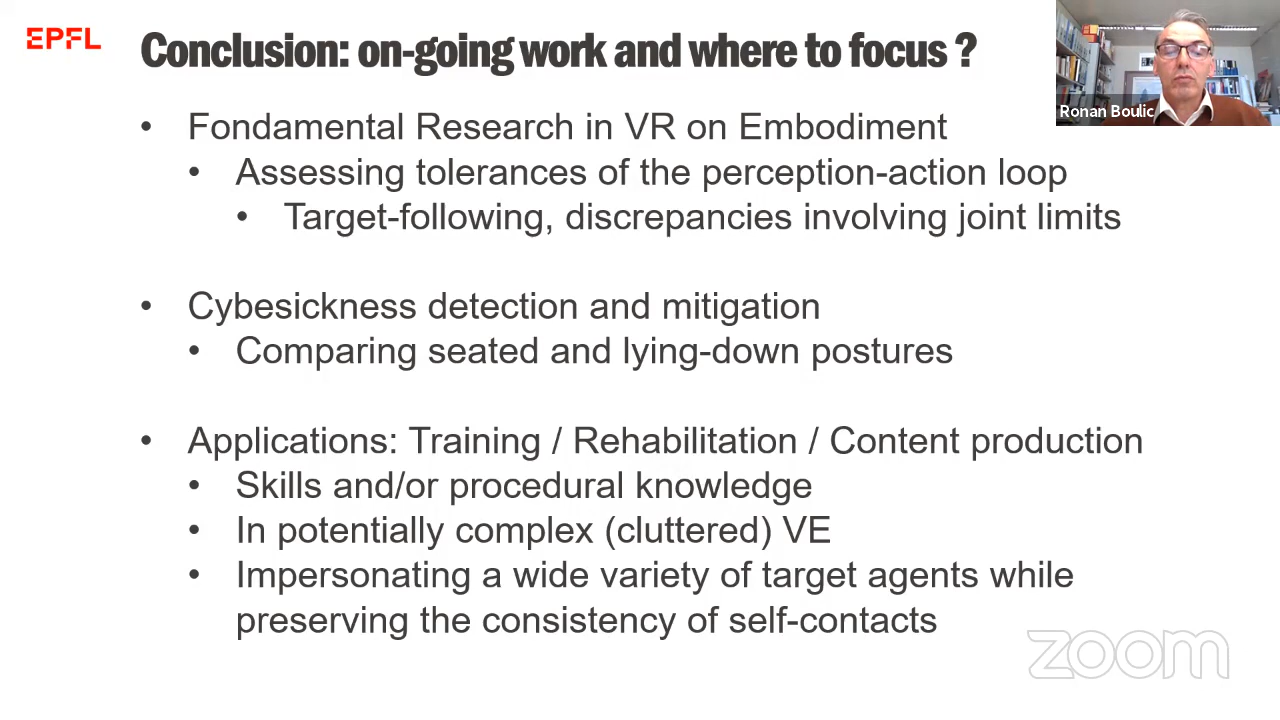 EPFL
Conclusion: on-going work and where to focus ?
Ronan Boulic
• Fondamental Research in VR on Embodiment
• Assessing tolerances of the perception-action loop
• Target-following, discrepancies involving joint limits
• Cybesickness detection and mitigation
• Comparing seated and lying-down postures
• Applications: Training / Rehabilitation / Content production
• Skills and/or procedural knowledge
• In potentially complex (cluttered) VE
• Impersonating a wide variety of target agents while
preserving the consistency of self-contacts
zoom